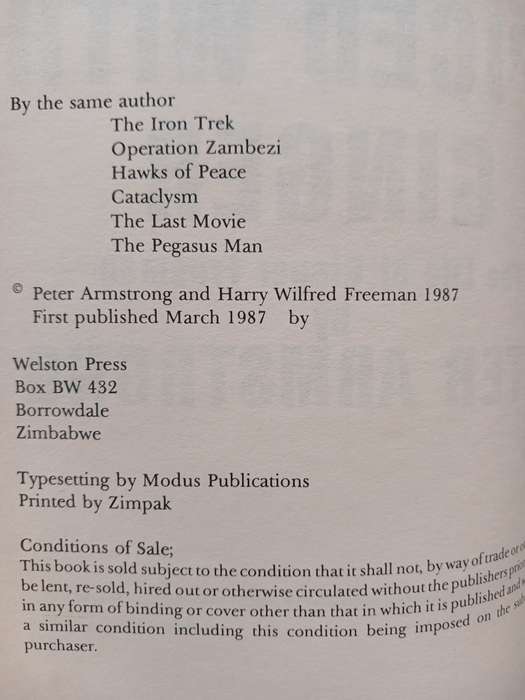 By the same author
The Iron Trek
Operation Zambezi
Hawks of Peace
Cataclysm
The Last Movie
The Pegasus Man
© Peter Armstrong and Harry Wilfred Freeman 1987
First published March 1987 by
Welston Press
Box BW 432
Borrowdale
Zimbabwe
Typesetting by Modus Publications
Printed by Zimpak
Conditions of Sale;
This book is sold subject to the condition that it shall not, by way of trade or
be lent, re-sold, hired out or otherwise circulated without the publishers
in any form of binding or cover other than that in which it is published and
a similar condition including this condition being imposed on the
purchaser.